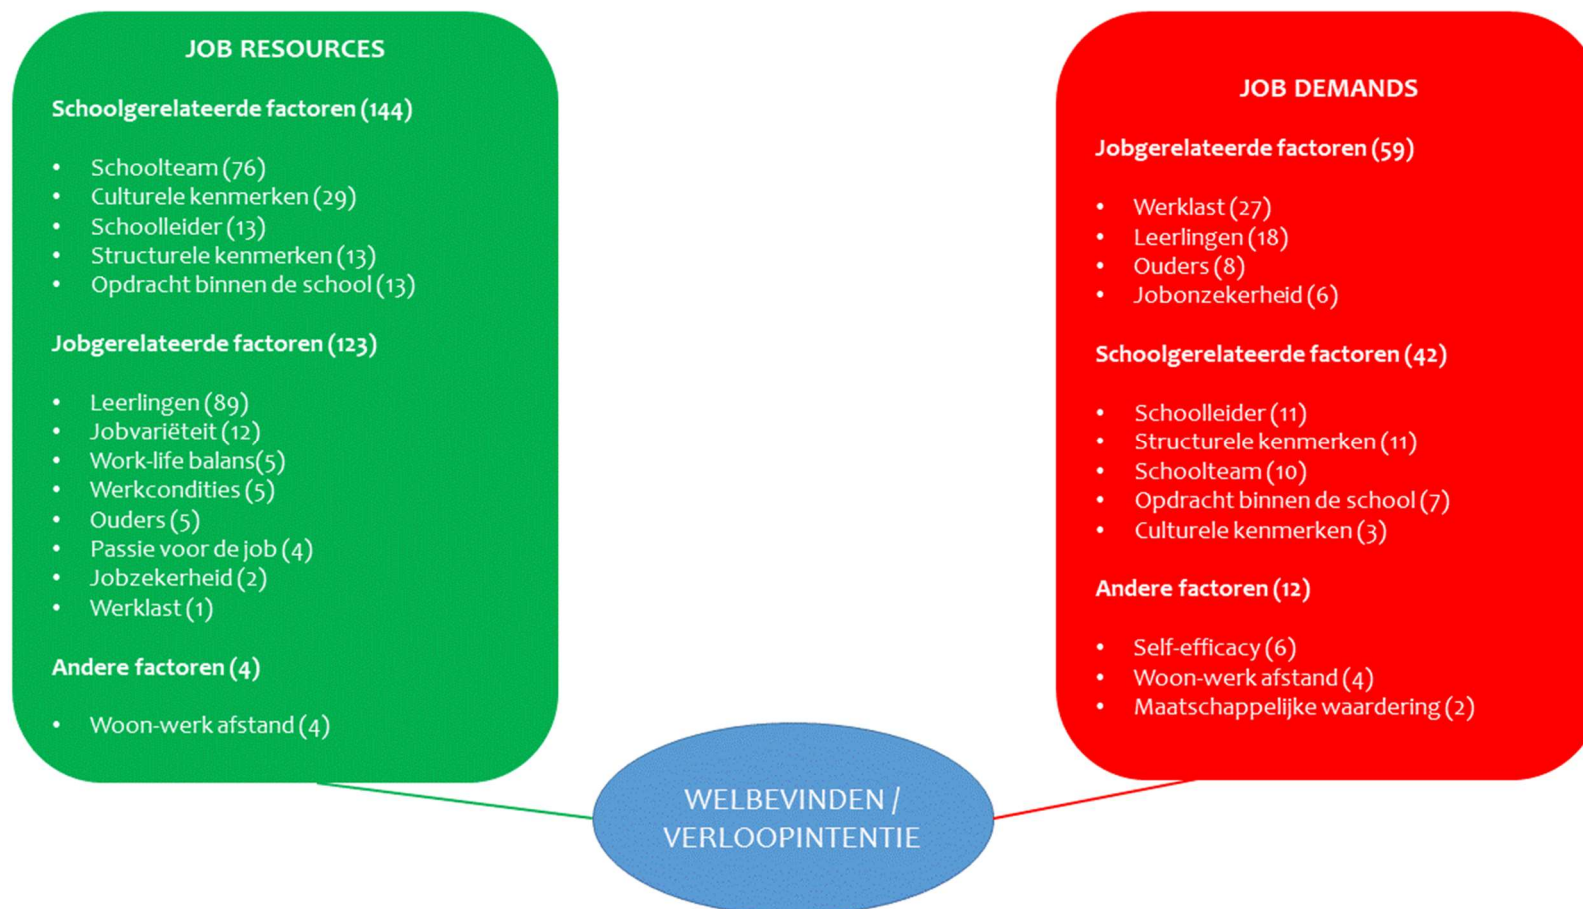 JOB RESOURCES
Schoolgerelateerde factoren (144)
• Schoolteam (76)
• Culturele kenmerken (29)
• Schoolleider (13)
• Structurele kenmerken (13)
• Opdracht binnen de school (13)
Jobgerelateerde factoren (123)
• Leerlingen (89)
• Jobvariëteit (12)
• Work-life balans(5)
• Werkcondities (5)
• Ouders (5)
• Passie voor de job (4)
• Jobzekerheid (2)
• Werklast (1)
Andere factoren (4)
• Woon-werk afstand (4)
JOB DEMANDS
Jobgerelateerde factoren (59)
• Werklast (27)
• Leerlingen (18)
• Ouders (8)
• Jobonzekerheid (6)
Schoolgerelateerde factoren (42)
• Schoolleider (11)
• Structurele kenmerken (11)
• Schoolteam (10)
• Opdracht binnen de school (7)
• Culturele kenmerken (3)
Andere factoren (12)
• Self-efficacy (6)
• Woon-werk afstand (4)
• Maatschappelijke waardering (2)
WELBEVINDEN /
VERLOOPINTENTIE